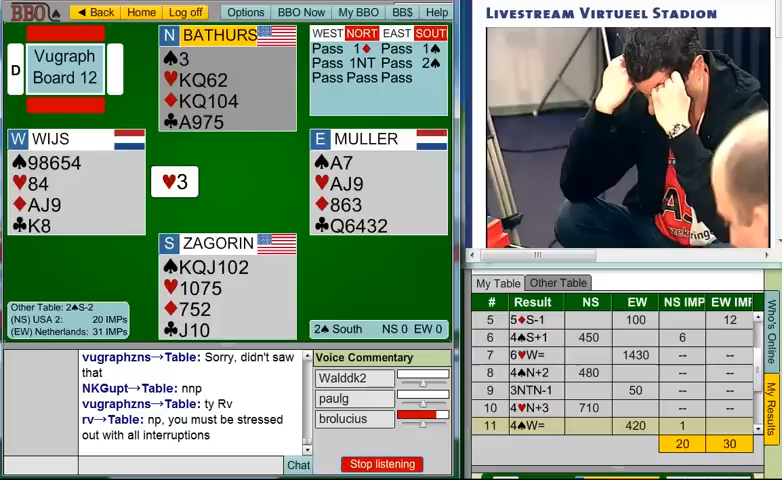 BBO
Back
Home
Log off
Options
BBO Now
My BBO
BB$
Help
Livestream Virtueel Stadion
D
Vugraph
Board 12
N BATHURS
♠3
♥KQ62
♦KQ104
♣A975
WEST NORT EAST SOUT
Pass 1♦ Pass 1♠
Pass 1NT Pass 2♠
Pass Pass Pass
W WIJS
♠98654
♥84
♦AJ9
♣K8
♥3
E MULLER
♠A7
♥AJ9
♦863
♣Q6432
S ZAGORIN
♠KQJ102
♥1075
♦752
♣J10
Other Table: 2♠S-2
(NS) USA 2: 20 IMPs
(EW) Netherlands: 31 IMPs
2♠ South NS 0 EW 0
vugraphzns→Table: Sorry, didn't saw
that
NKGupt→Table: nnp
vugraphzns→Table: ty Rv
rv→Table: np, you must be stressed
out with all interruptions
Chat
Voice Commentary
Walddk2
paulg
brolucius
Stop listening
My Table
Other Table
# Result NS EW NS IMP EW IMF
5 5♦S-1 100 12
6 4♠S+1 450 6
7 6♥W= 1430 -- --
8 4♠N+2 480 -- --
9 3NTN-1 50 -- --
10 4♥N+3 710 -- --
11 4♠W= 420 1
20 30
Who's Online
My Results